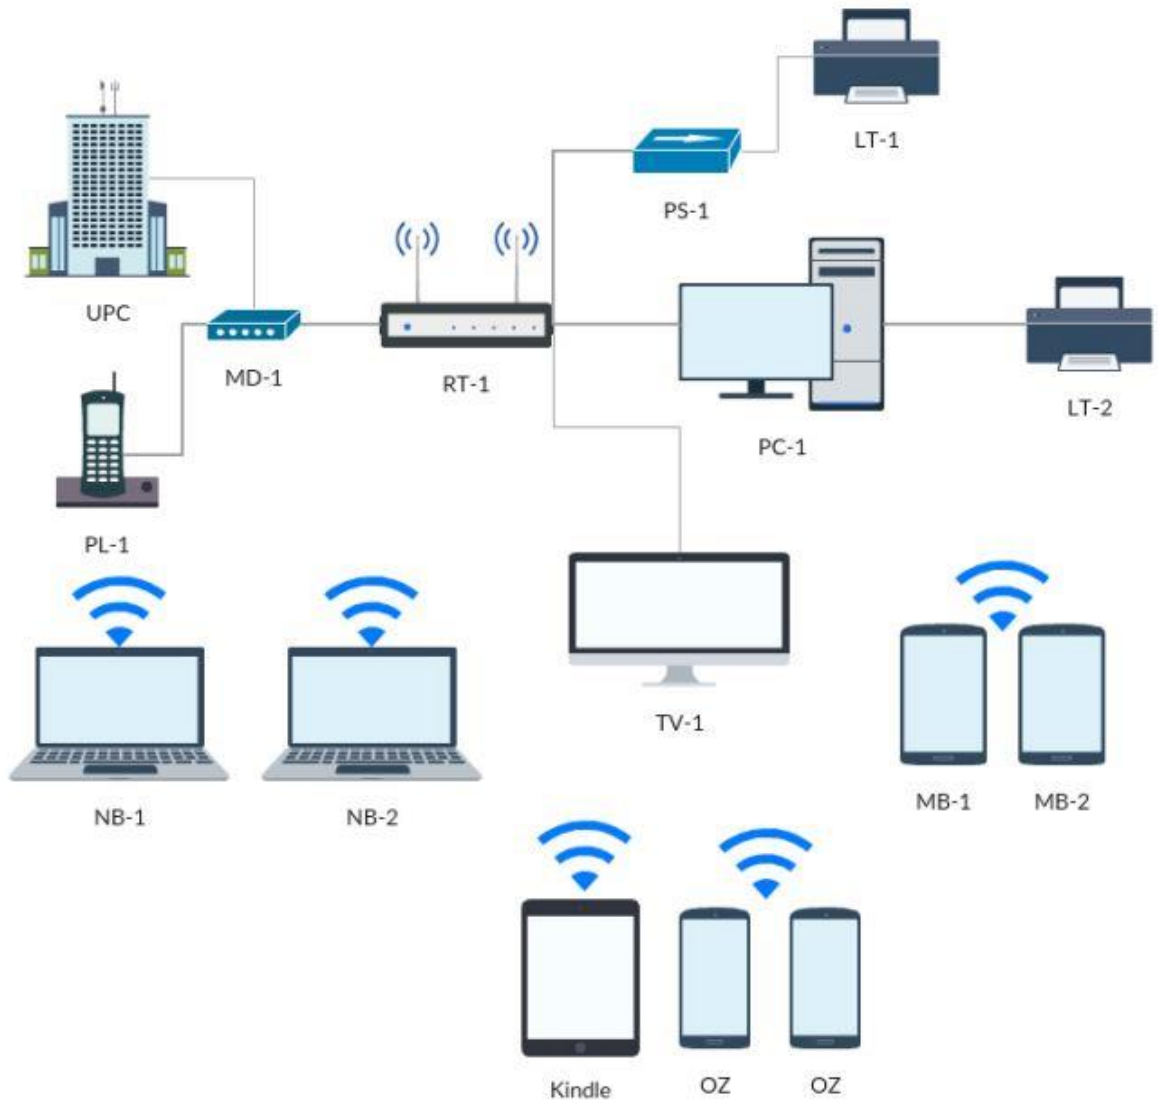 LT-1
PS-1
UPC
MD-1
RT-1
LT-2
PC-1
PL-1
TV-1
NB-1
NB-2
MB-1
MB-2
Kindle
OZ
OZ